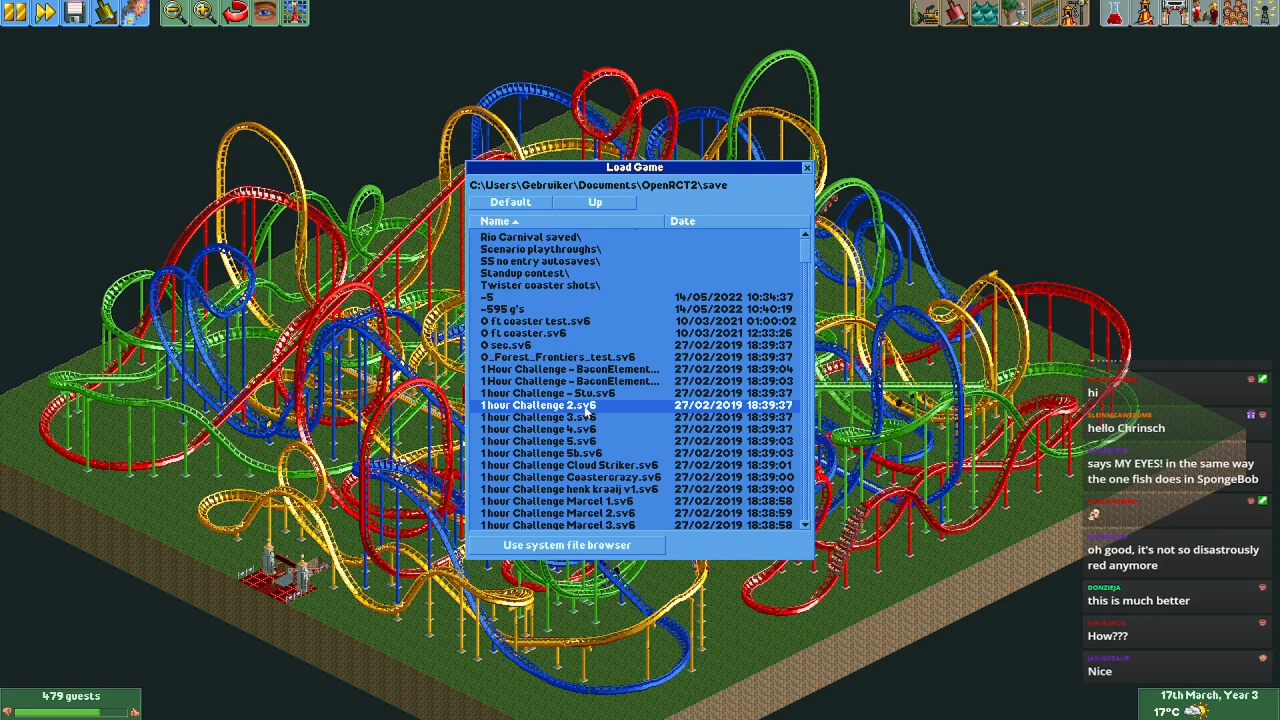 Load Game
C:\Users\Gebruiker\Documents\OpenRCT2\save
Default Up
Name Date
Rio Carnival saved\
Scenario playthroughs\
SS no entry autosaves\
Standup contest\
Twister coaster shots\
-5 14/05/2022 10:34:37
-595 g's 14/05/2022 10:40:19
0 ft coaster test.sv6 10/03/2021 01:00:02
0 ft coaster.sv6 10/03/2021 12:33:26
0 sec.sv6 27/02/2019 18:39:37
0_Forest_Frontiers_test.sv6 27/02/2019 18:39:37
1 Hour Challenge - BaconElement... 27/02/2019 18:39:04
1 Hour Challenge - BaconElement... 27/02/2019 18:39:03
1 hour Challenge - Stu.sv6 27/02/2019 18:39:37
1 hour Challenge 2.sv6 27/02/2019 18:39:37
1 hour Challenge 3.sv6 27/02/2019 18:39:37
1 hour Challenge 4.sv6 27/02/2019 18:39:37
1 hour Challenge 5.sv6 27/02/2019 18:39:03
1 hour Challenge 5b.sv6 27/02/2019 18:39:03
1 hour Challenge Cloud Striker.sv6 27/02/2019 18:39:01
1 hour Challenge Coastercrazy.sv6 27/02/2019 18:39:00
1 hour Challenge henk kraaij v1.sv6 27/02/2019 18:39:00
1 hour Challenge Marcel 1.sv6 27/02/2019 18:38:58
1 hour Challenge Marcel 2.sv6 27/02/2019 18:38:59
1 hour Challenge Marcel 3.sv6 27/02/2019 18:38:58
Use system file browser
hi
SLEINMCAWESOME
hello Chrinsch
says MY EYES! in the same way
the one fish does in SpongeBob
oh good, it's not so disastrously
red anymore
DONZIEJA
this is much better
How???
Nice
479 guests
17th March, Year 3
17°C